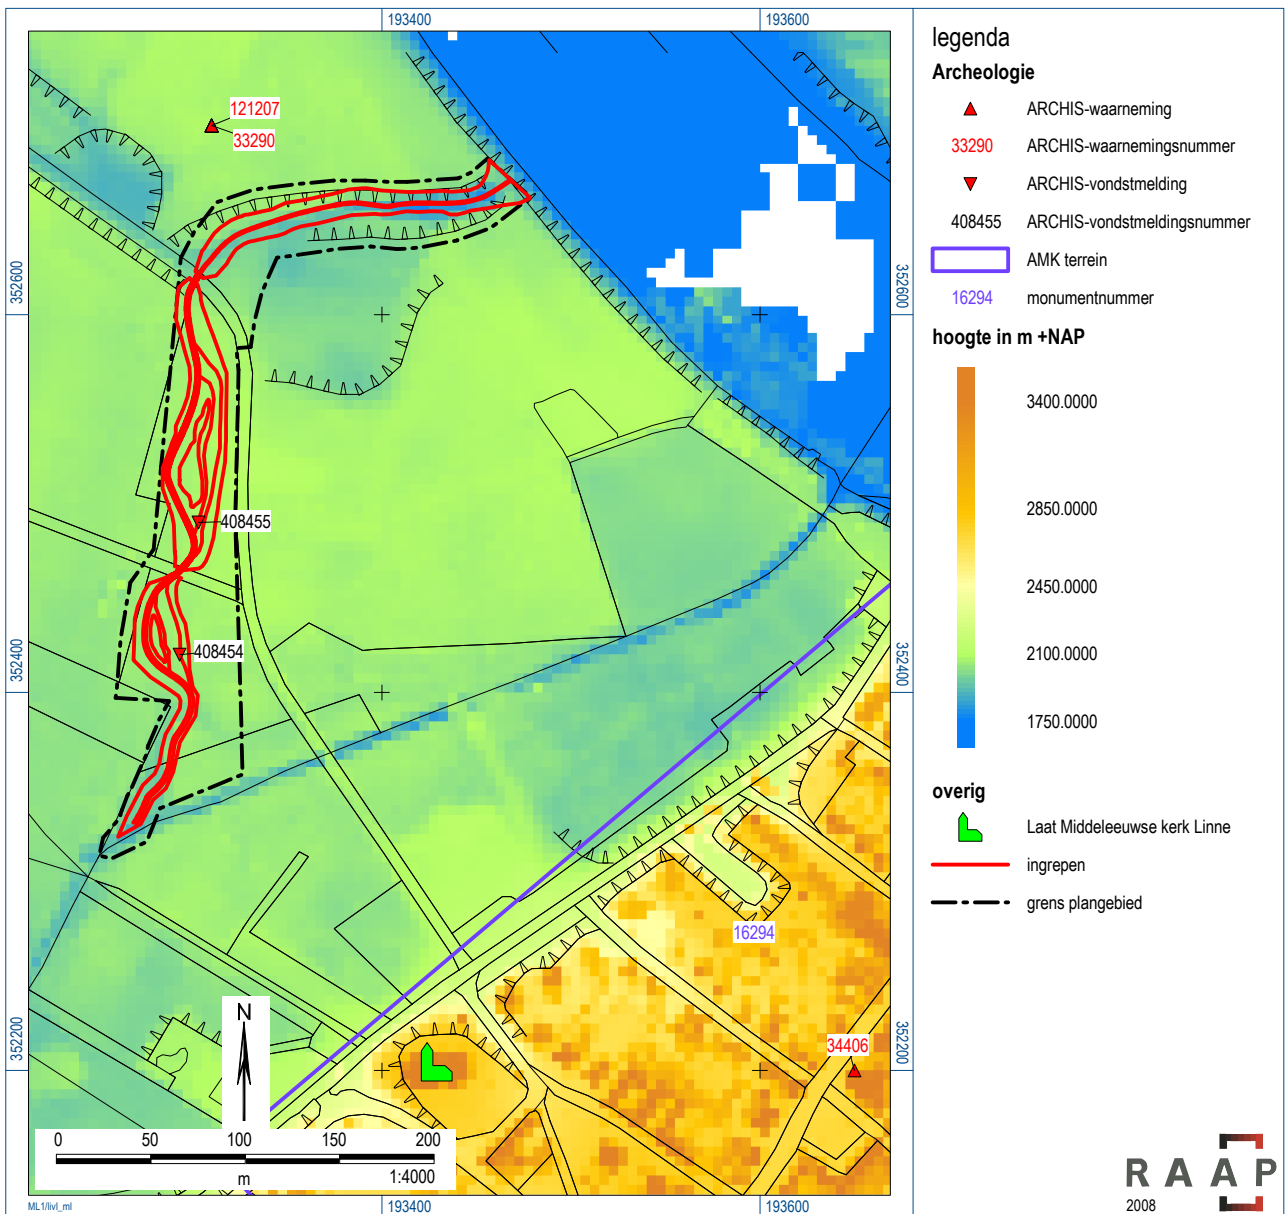 193400
193600
121207
33290
352600
352600
408455
408454
352400
352400
16294
352200
352200
34406
N
0 50 100 150 200
m
1:4000
ML1/livl_ml
193400
193600
legenda
Archeologie
ARCHIS-waarneming
33290 ARCHIS-waarnemingsnummer
ARCHIS-vondstmelding
408455 ARCHIS-vondstmeldingsnummer
AMK terrein
16294 monumentnummer
hoogte in m +NAP
3400.0000
2850.0000
2450.0000
2100.0000
1750.0000
overig
Laat Middeleeuwse kerk Linne
ingrepen
grens plangebied
RAAP
2008